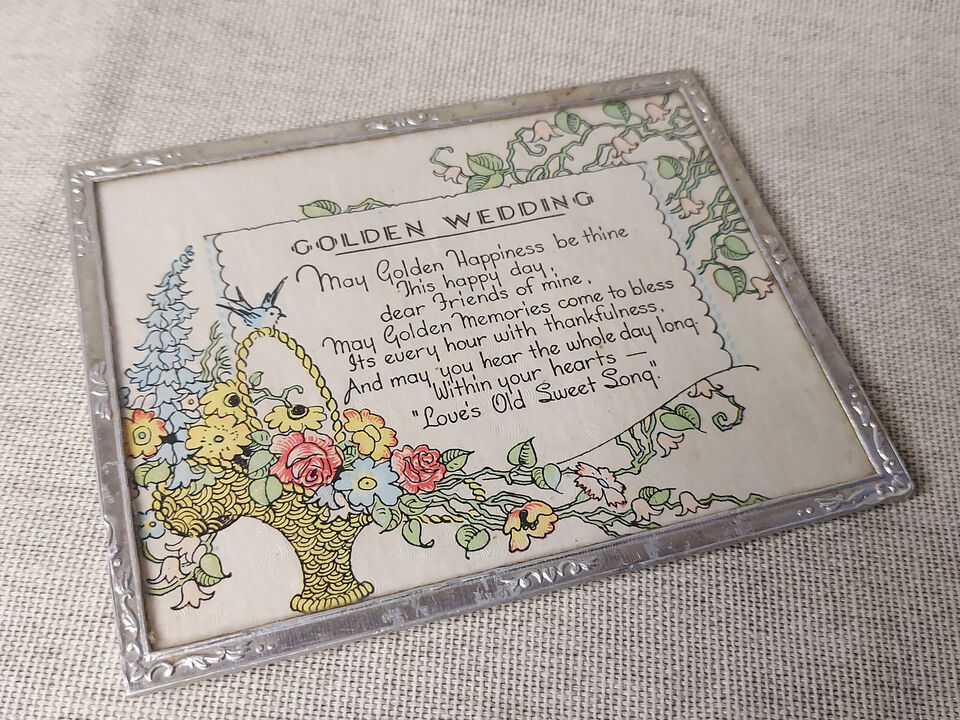 GOLDEN WEDDING
May Golden Happiness be thine
This happy day,
dear Friends of mine,
May Golden Memories come to bless
Its every hour with thankfulness,
And may you hear the whole day long.
Within your hearts —
"Love's Old Sweet Song."